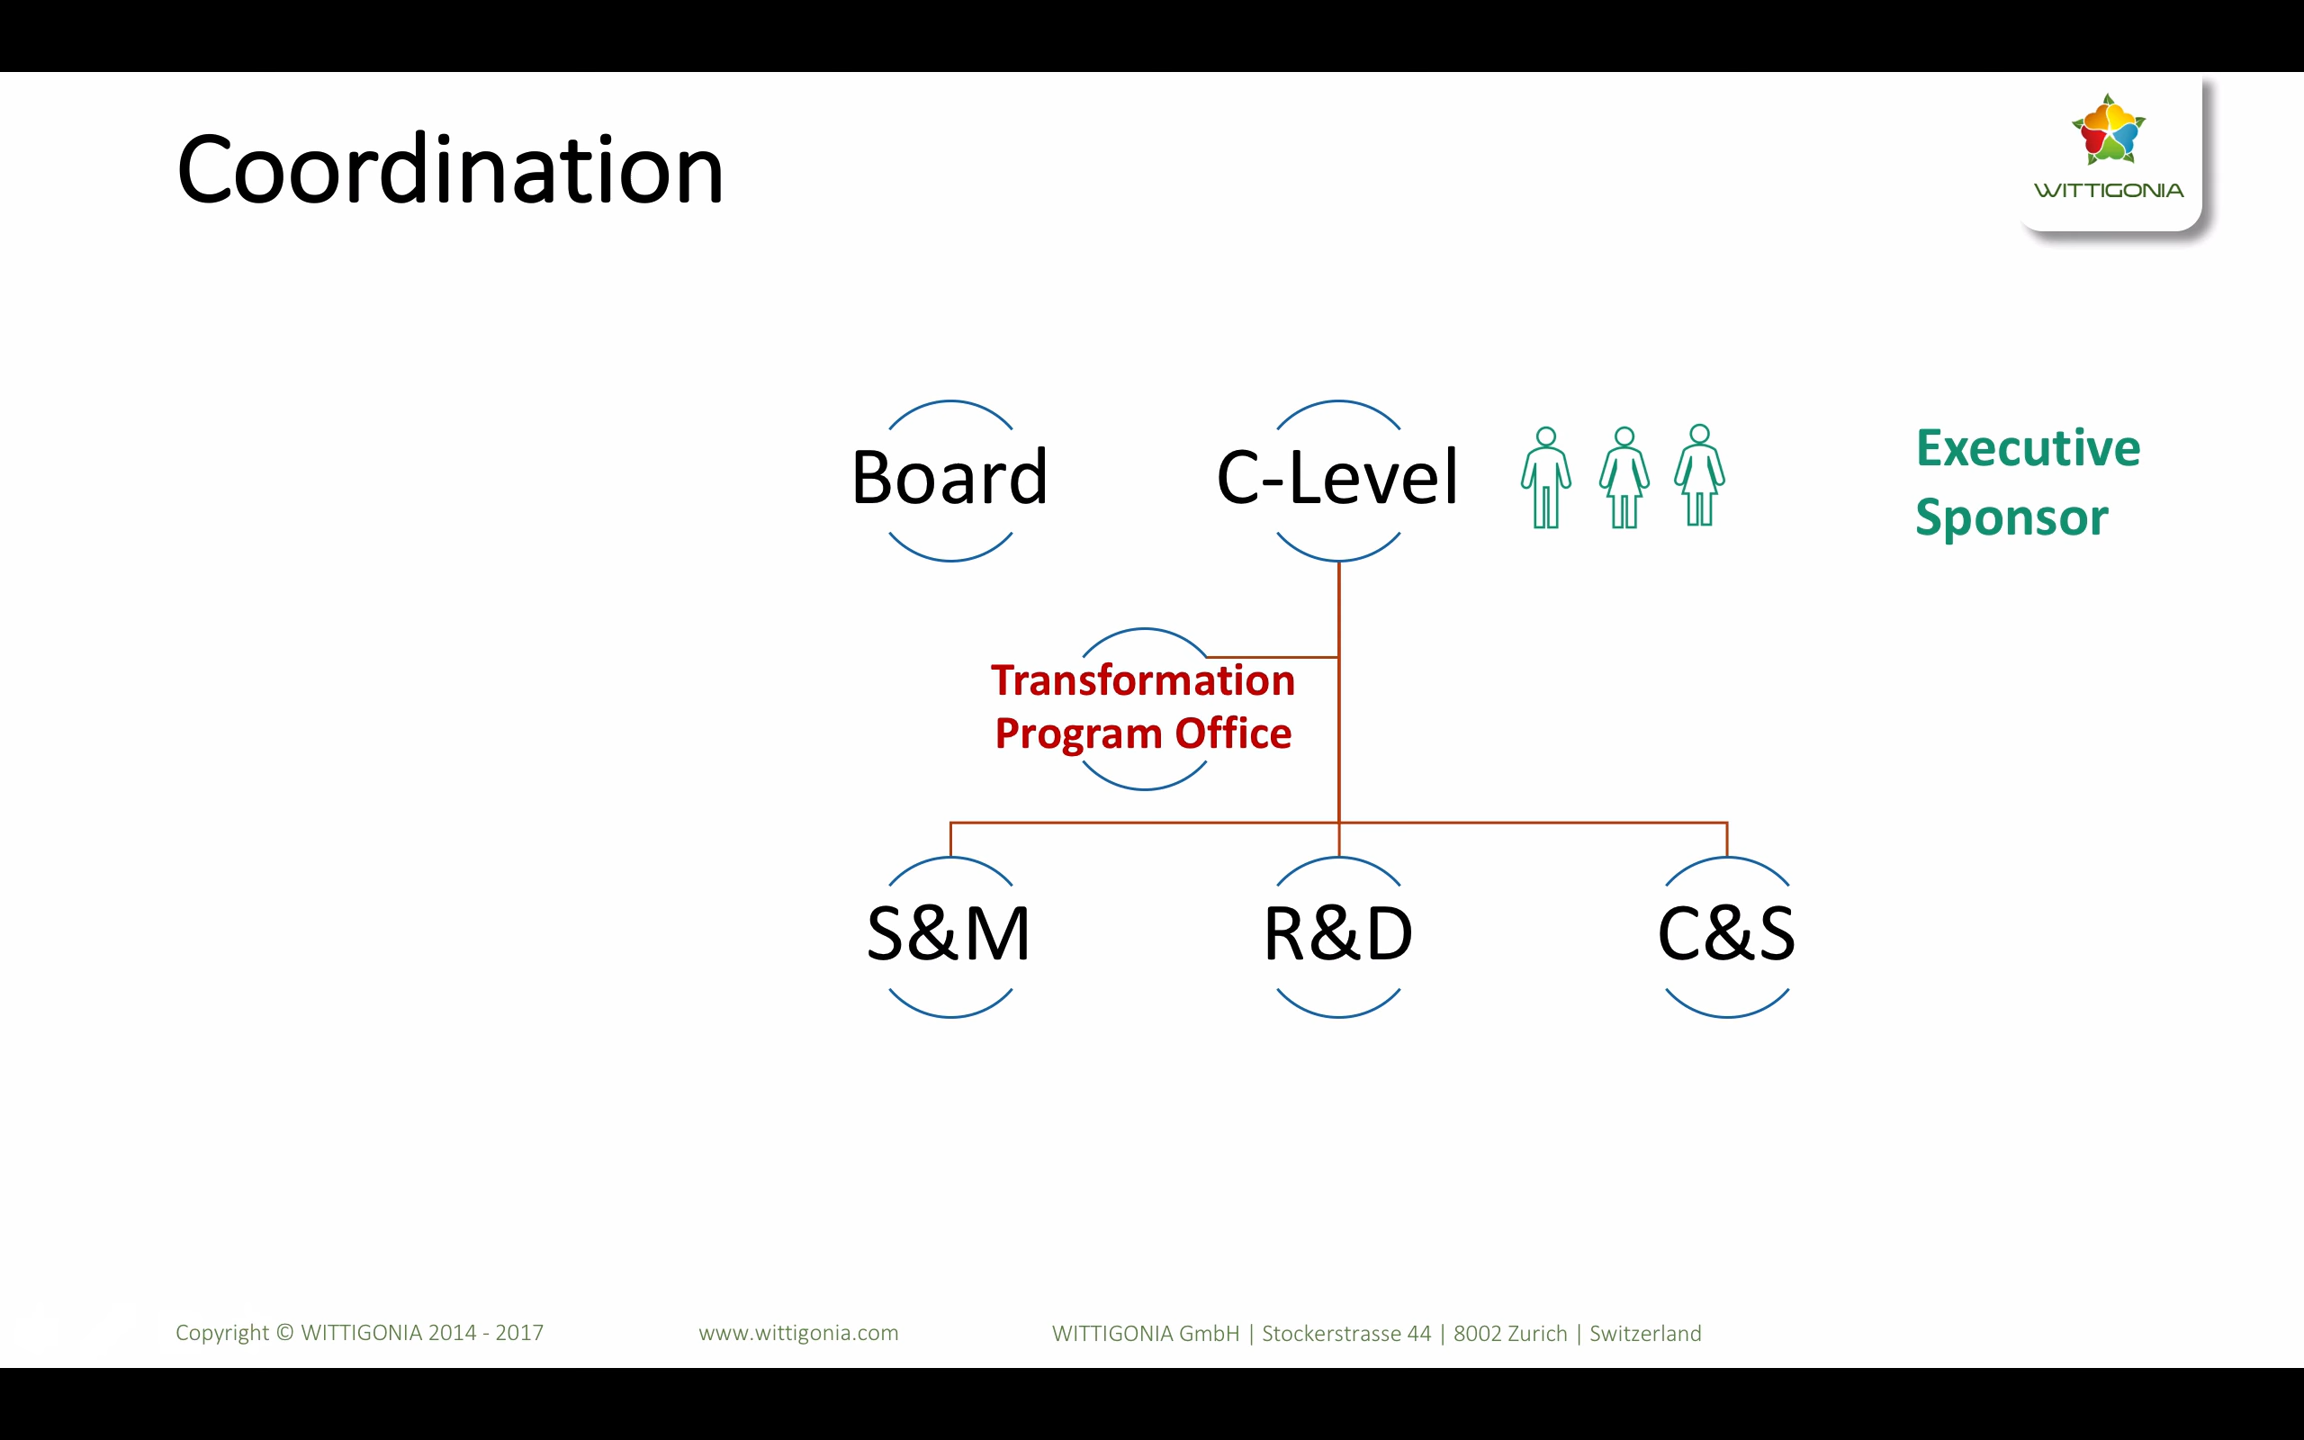 Coordination
WITTIGONIA
Board
C-Level
Executive
Sponsor
Transformation
Program Office
S&M
R&D
C&S
Copyright © WITTIGONIA 2014 - 2017
www.wittigonia.com
WITTIGONIA GmbH | Stockerstrasse 44 | 8002 Zurich | Switzerland